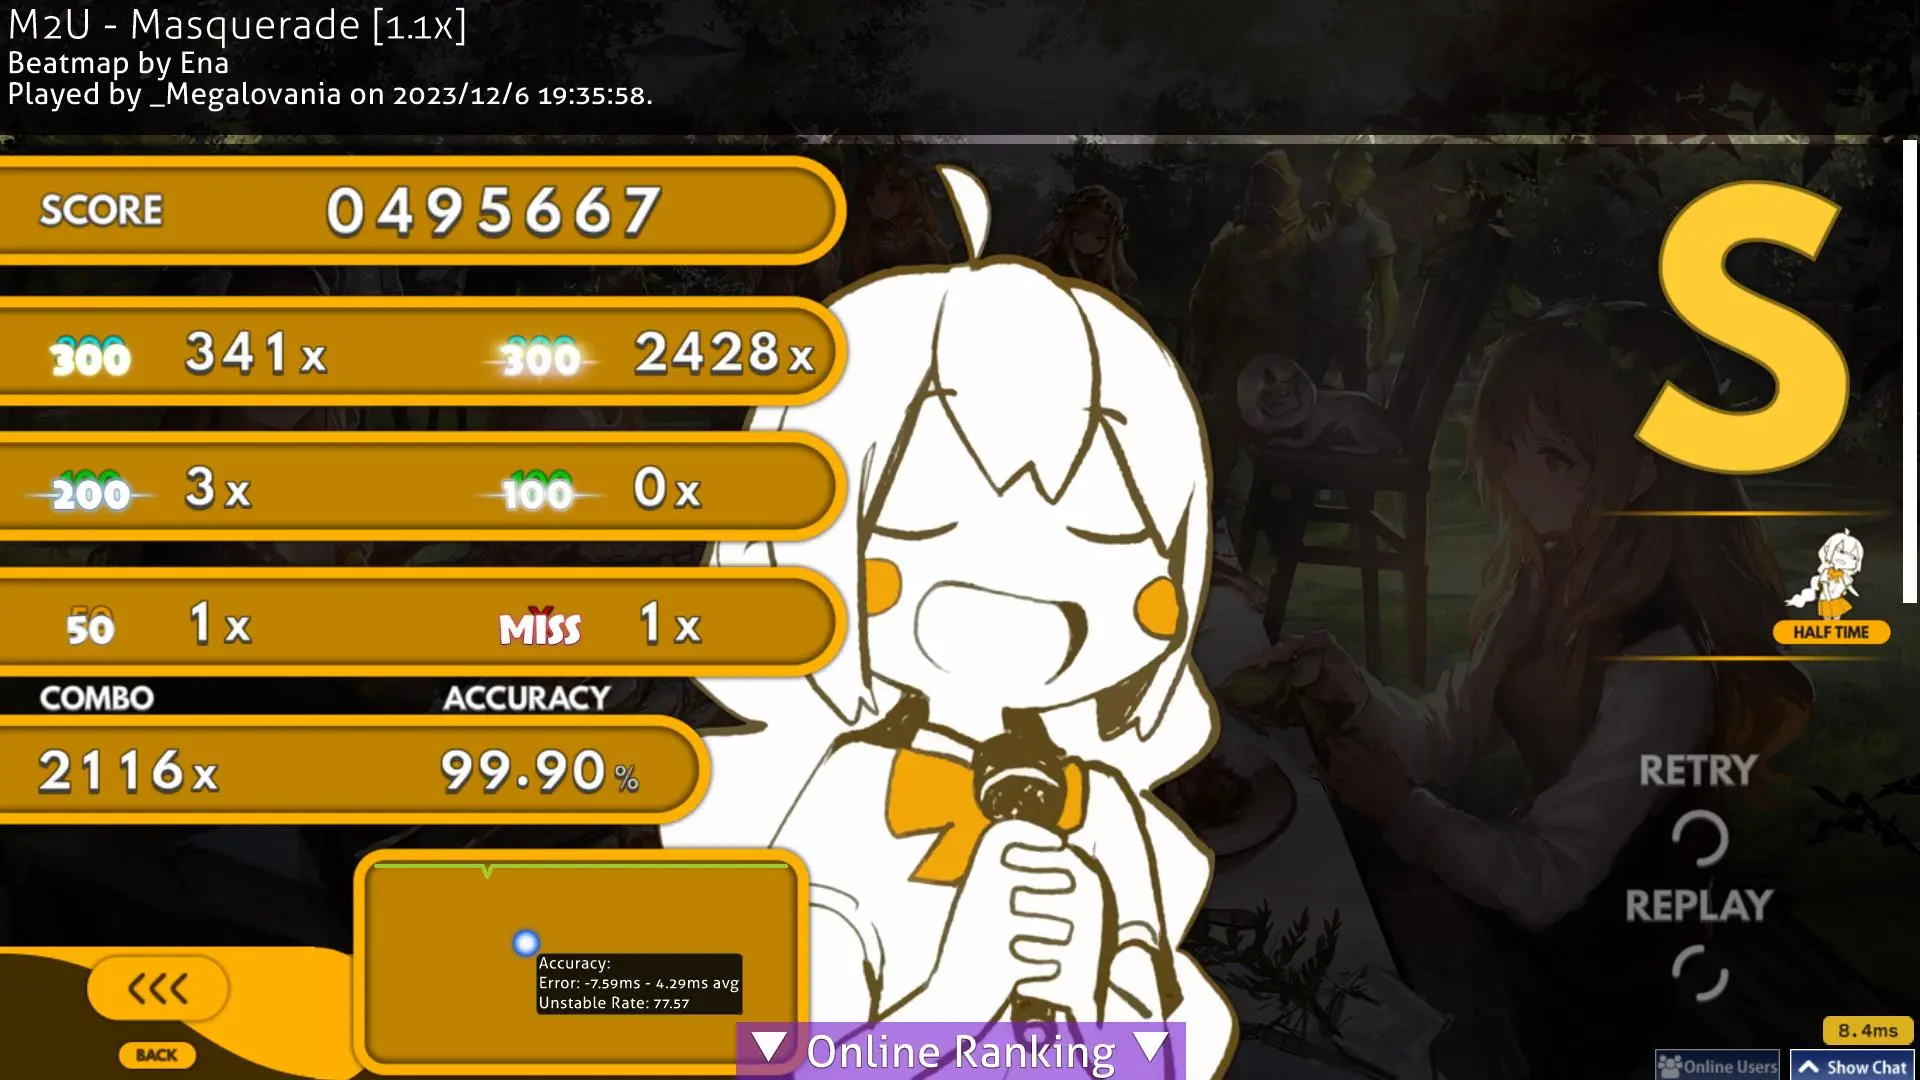 M2U - Masquerade [1.1x]
Beatmap by Ena
Played by _Megalovania on 2023/12/6 19:35:58.
SCORE 0495667
300 341x 300 2428x
200 3x 100 0x
50 1x MISS 1x
COMBO ACCURACY
2116x 99.90%
HALF TIME
RETRY
REPLAY
Accuracy:
Error: -7.59ms - 4.29ms avg
Unstable Rate: 77.57
BACK
Online Ranking
8.4ms
Online Users
Show Chat